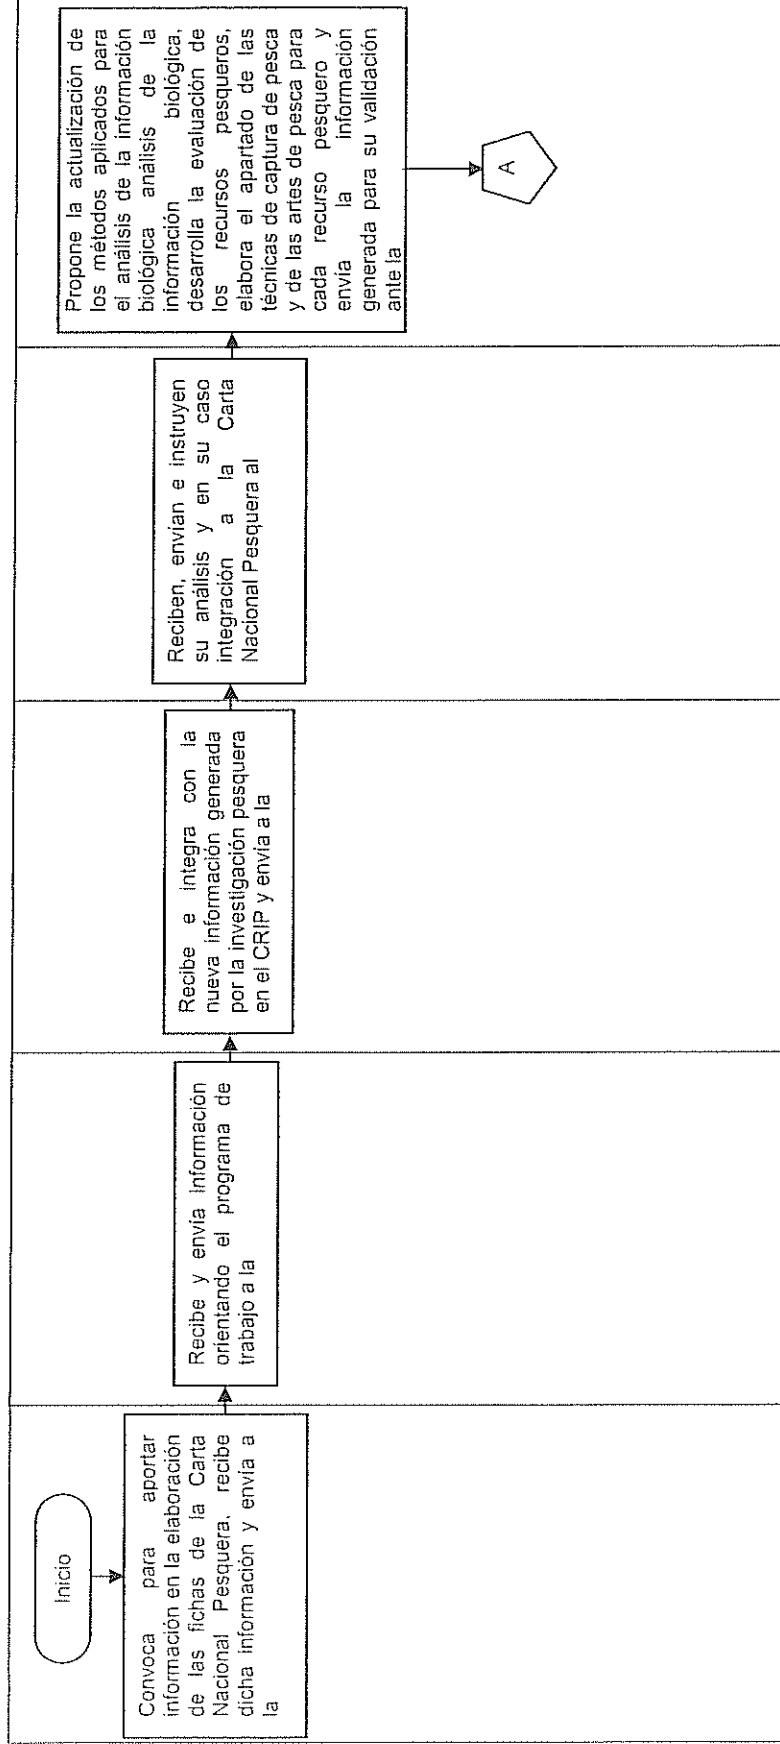 Inicio
Convoca para aportar
información en la elaboración
de las fichas de la Carta
Nacional Pesquera, recibe
dicha información y envía a
la
Recibe y envía Información
orientando el programa de
trabajo a la
Recibe e integra con la
nueva información generada
por la investigación pesquera
en el CRIP y envía a la
Reciben, envían e instruyen
su análisis y en su caso
integración a la Carta
Nacional Pesquera al
Propone la actualización de
los métodos aplicados para
el análisis de la información
biológica análisis de la
información biológica,
desarrolla la evaluación de
los recursos pesqueros,
elabora el apartado de las
técnicas de captura de pesca
y de las artes de pesca para
cada recurso pesquero y
envía la información
generada para su validación
ante la
A